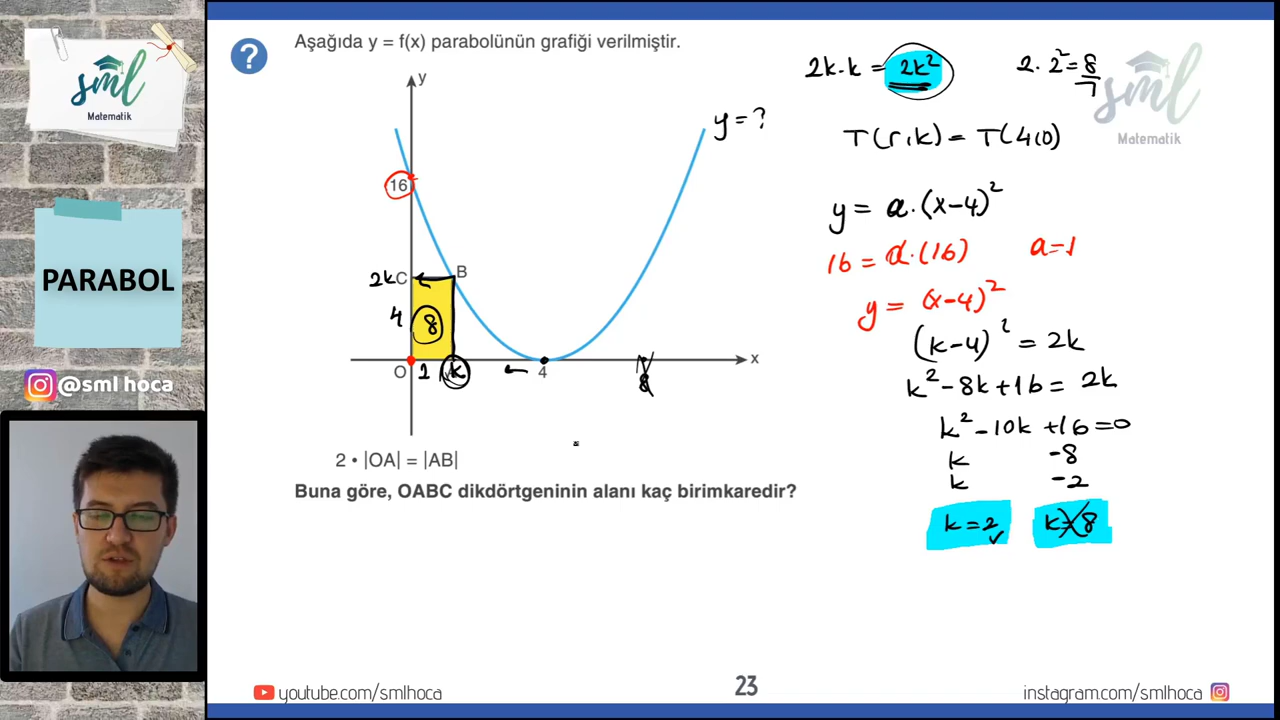 sml
Matematik
PARABOL
@sml hoca
?
Aşağıda y = f(x) parabolünün grafiği verilmiştir.
y
y = ?
16
2k C
B
4
8
x
O
2
k
4
8
2 • |OA| = |AB|
Buna göre, OABC dikdörtgeninin alanı kaç birimkaredir?
2k.k = 2k²
2.2² = 8
sml
Matematik
T(r,k) = T(4,0)
y = a.(x-4)²
16 = a.(16) a=1
y = (x-4)²
(k-4)² = 2k
k²-8k+16 = 2k
k²-10k+16=0
k -8
k -2
k=2 k=8
youtube.com/smlhoca
23
instagram.com/smlhoca